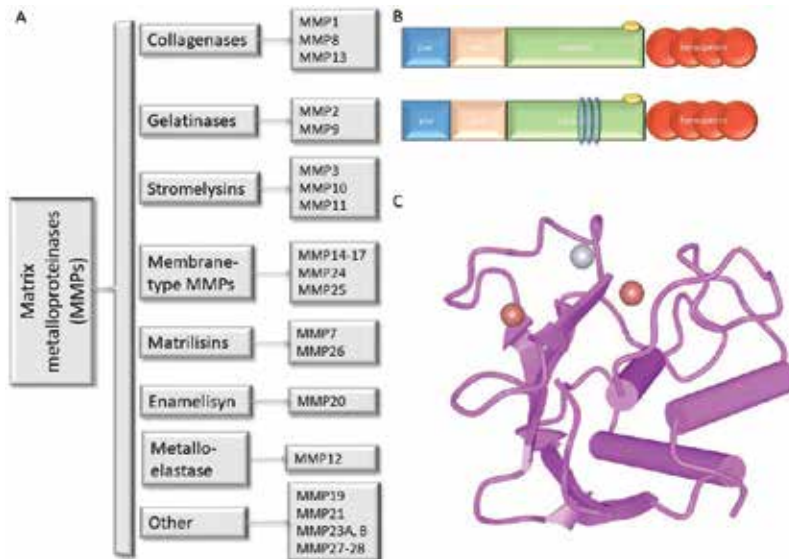 A
Matrix
metalloproteinases
(MMPs)
Collagenases
MMP1
MMP8
MMP13
Gelatinases
MMP2
MMP9
Stromelysins
MMP3
MMP10
MMP11
Membrane-
type MMPs
MMP14-17
MMP24
MMP25
Matrilisins
MMP7
MMP26
Enamelisyn
MMP20
Metallo-
elastase
MMP12
Other
MMP19
MMP21
MMP23A, B
MMP27-28
B
C